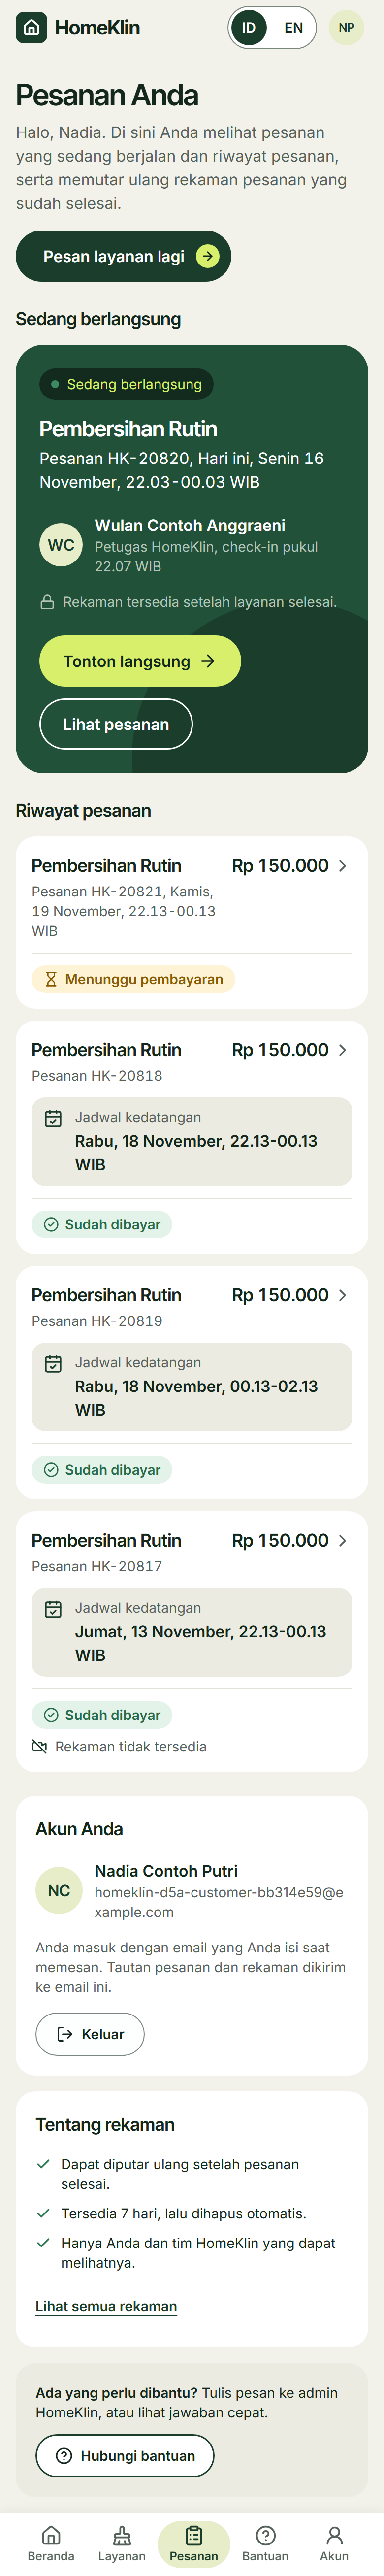 HomeKlin
ID EN NP
Pesanan Anda
Halo, Nadia. Di sini Anda melihat pesanan
yang sedang berjalan dan riwayat pesanan,
serta memutar ulang rekaman pesanan yang
sudah selesai.
Pesan layanan lagi
Sedang berlangsung
Sedang berlangsung
Pembersihan Rutin
Pesanan HK-20820, Hari ini, Senin 16
November, 22.03-00.03 WIB
WC
Wulan Contoh Anggraeni
Petugas HomeKlin, check-in pukul
22.07 WIB
Rekaman tersedia setelah layanan selesai.
Tonton langsung
Lihat pesanan
Riwayat pesanan
Pembersihan Rutin Rp 150.000
Pesanan HK-20821, Kamis,
19 November, 22.13-00.13
WIB
Menunggu pembayaran
Pembersihan Rutin Rp 150.000
Pesanan HK-20818
Jadwal kedatangan
Rabu, 18 November, 22.13-00.13
WIB
Sudah dibayar
Pembersihan Rutin Rp 150.000
Pesanan HK-20819
Jadwal kedatangan
Rabu, 18 November, 00.13-02.13
WIB
Sudah dibayar
Pembersihan Rutin Rp 150.000
Pesanan HK-20817
Jadwal kedatangan
Jumat, 13 November, 22.13-00.13
WIB
Sudah dibayar
Rekaman tidak tersedia
Akun Anda
NC
Nadia Contoh Putri
homeklin-d5a-customer-bb314e59@e
xample.com
Anda masuk dengan email yang Anda isi saat
memesan. Tautan pesanan dan rekaman dikirim
ke email ini.
Keluar
Tentang rekaman
Dapat diputar ulang setelah pesanan
selesai.
Tersedia 7 hari, lalu dihapus otomatis.
Hanya Anda dan tim HomeKlin yang dapat
melihatnya.
Lihat semua rekaman
Ada yang perlu dibantu? Tulis pesan ke admin
HomeKlin, atau lihat jawaban cepat.
Hubungi bantuan
Beranda Layanan Pesanan Bantuan Akun